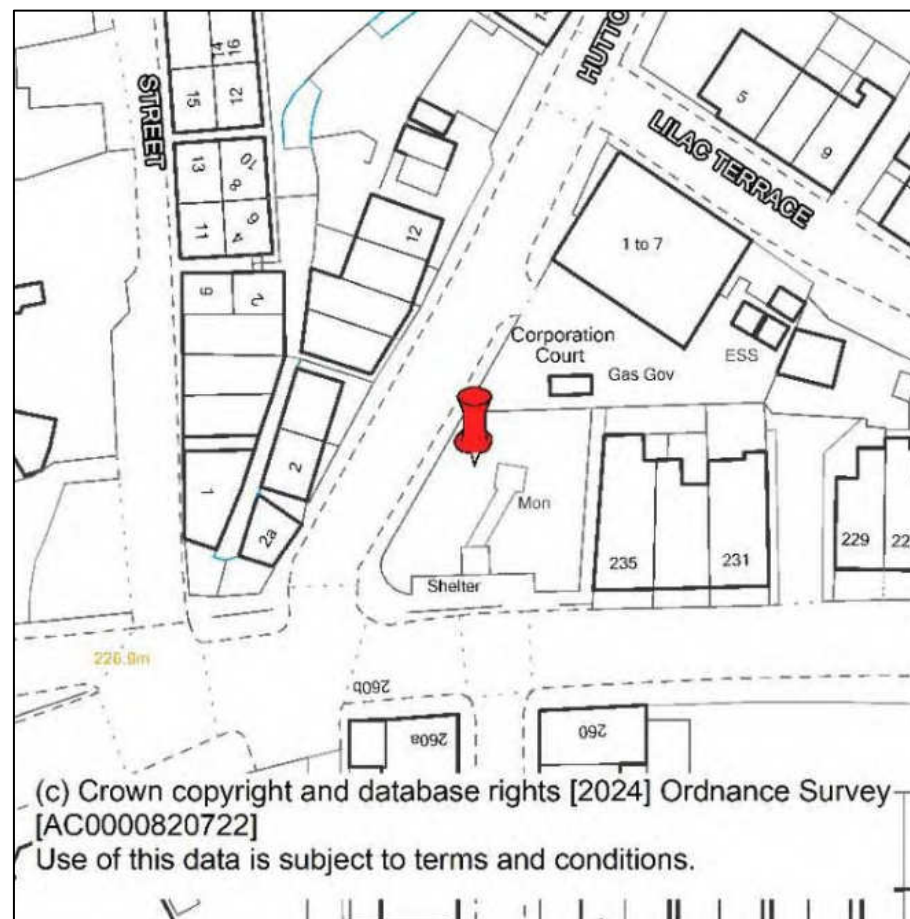 14
16
15
12
STREET
13
10
8
11
6
4
9
2
12
2
1
2a
HUTTO
5
9
LILAC TERRACE
1 to 7
Corporation
Court
Gas Gov
ESS
Mon
Shelter
235
231
229
22
226.9m
260b
260a
260
(c) Crown copyright and database rights [2024] Ordnance Survey
[AC0000820722]
Use of this data is subject to terms and conditions.